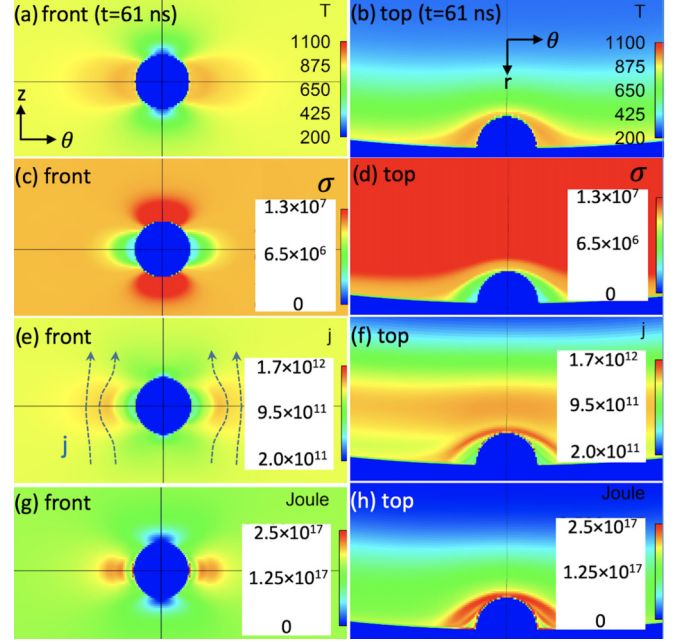 (a) front (t=61 ns) T
1100
875
650
425
200
z
θ
(b) top (t=61 ns) T
θ
r
1100
875
650
425
200
(c) front σ
1.3×10⁷
6.5×10⁶
0
(d) top σ
1.3×10⁷
6.5×10⁶
0
(e) front j
1.7×10¹²
9.5×10¹¹
2.0×10¹¹
j
(f) top j
1.7×10¹²
9.5×10¹¹
2.0×10¹¹
(g) front Joule
2.5×10¹⁷
1.25×10¹⁷
0
(h) top Joule
2.5×10¹⁷
1.25×10¹⁷
0